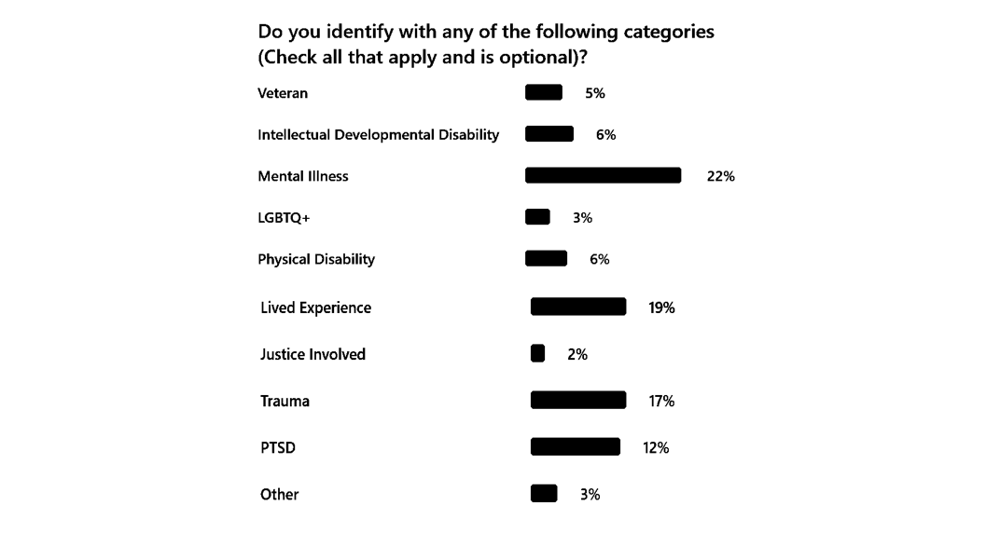 Do you identify with any of the following categories
(Check all that apply and is optional)?
Veteran 5%
Intellectual Developmental Disability 6%
Mental Illness 22%
LGBTQ+ 3%
Physical Disability 6%
Lived Experience 19%
Justice Involved 2%
Trauma 17%
PTSD 12%
Other 3%